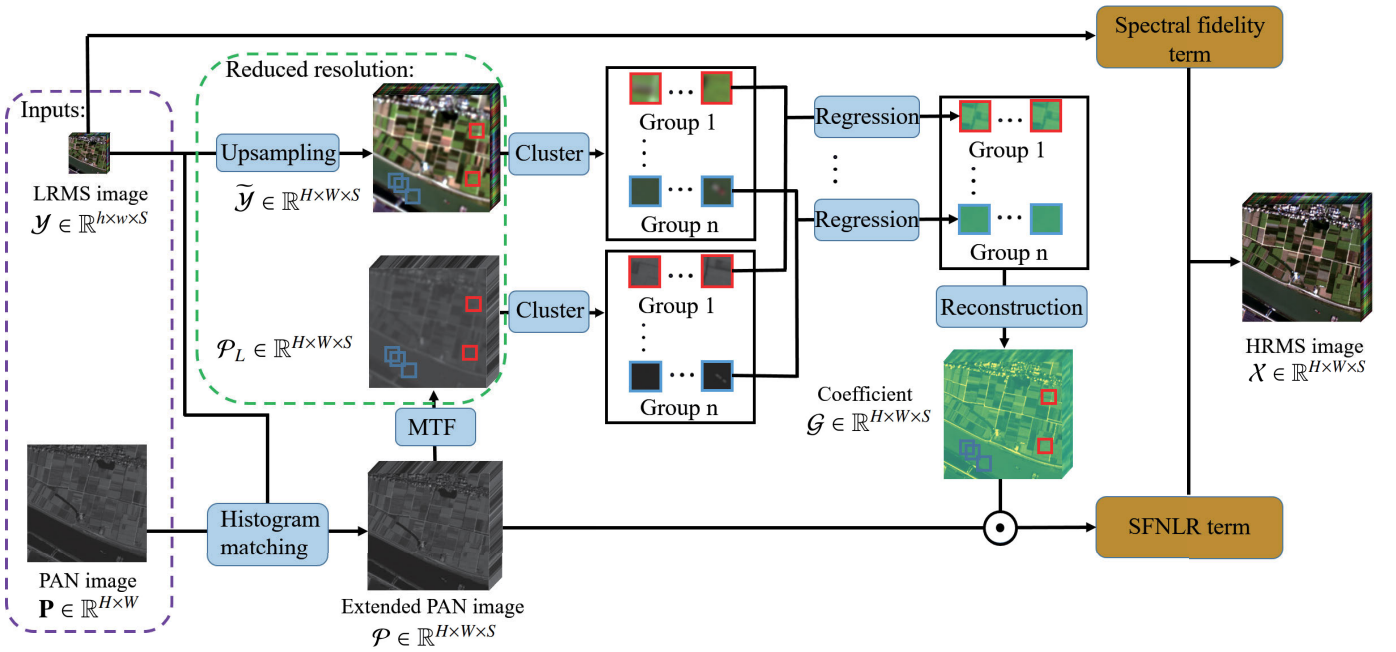 Spectral fidelity
term
Reduced resolution:
Inputs:
LRMS image
𝓨 ∈ ℝ^{h×w×S}
Upsampling
𝓨̃ ∈ ℝ^{H×W×S}
Cluster
Group 1
Group n
Regression
Regression
Group 1
Group n
𝒫_L ∈ ℝ^{H×W×S}
Cluster
Group 1
Group n
Reconstruction
HRMS image
𝒳 ∈ ℝ^{H×W×S}
Coefficient
𝒢 ∈ ℝ^{H×W×S}
MTF
PAN image
𝐏 ∈ ℝ^{H×W}
Histogram
matching
Extended PAN image
𝒫 ∈ ℝ^{H×W×S}
SFNLR term